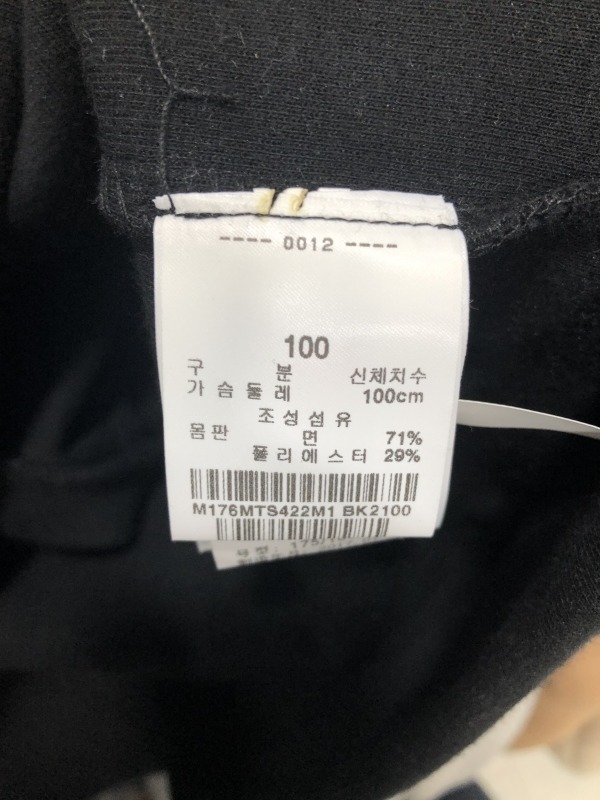 ---- 0012 ----
100
구 분 신체치수
가슴둘레 100cm
조성섬유
몸판 면 71%
폴리에스터 29%
M176MTS422M1 BK2100